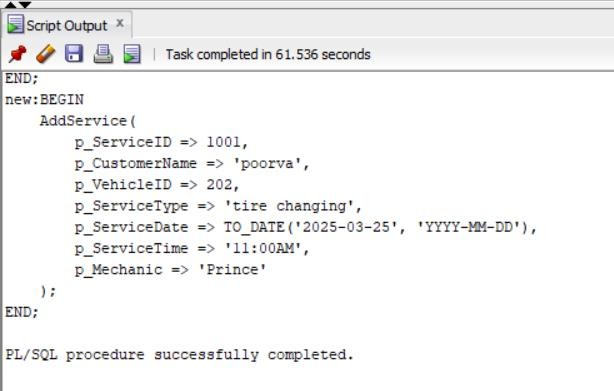 Script Output x
Task completed in 61.536 seconds
END;
new:BEGIN
    AddService(
        p_ServiceID => 1001,
        p_CustomerName => 'poorva',
        p_VehicleID => 202,
        p_ServiceType => 'tire changing',
        p_ServiceDate => TO_DATE('2025-03-25', 'YYYY-MM-DD'),
        p_ServiceTime => '11:00AM',
        p_Mechanic => 'Prince'
    );
END;

PL/SQL procedure successfully completed.